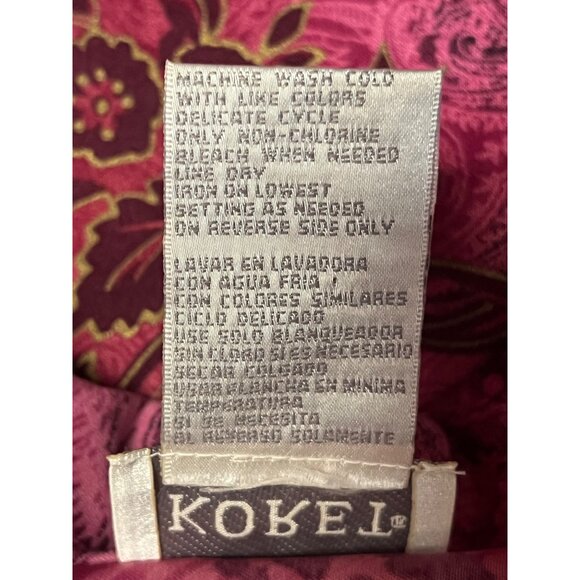 MACHINE WASH COLD
WITH LIKE COLORS
DELICATE CYCLE
ONLY NON-CHLORINE
BLEACH WHEN NEEDED
LINE DRY
IRON ON LOWEST
SETTING AS NEEDED
ON REVERSE SIDE ONLY
LAVAR EN LAVADORA
CON AGUA FRIA
CON COLORES SIMILARES
CICLO DELICADO
USE SOLO BLANQUEADOR
SIN CLORO SI ES NECESARIO
SECAR COLGADO
USAR PLANCHA EN MINIMA
TEMPERATURA
SI SE NECESITA
AL REVERSO SOLAMENTE
KORET®